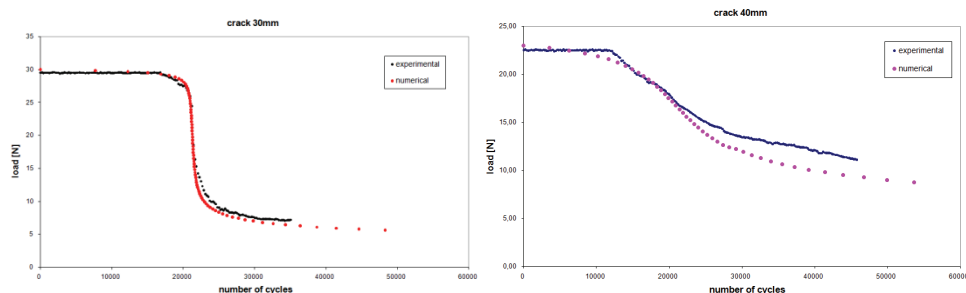 crack 30mm
35
30
25
20
15
10
5
0
load [N]
experimental
numerical
0 10000 20000 30000 40000 50000 60000
number of cycles
crack 40mm
25,00
20,00
15,00
10,00
5,00
0,00
load [N]
experimental
numerical
0 10000 20000 30000 40000 50000 60000
number of cycles